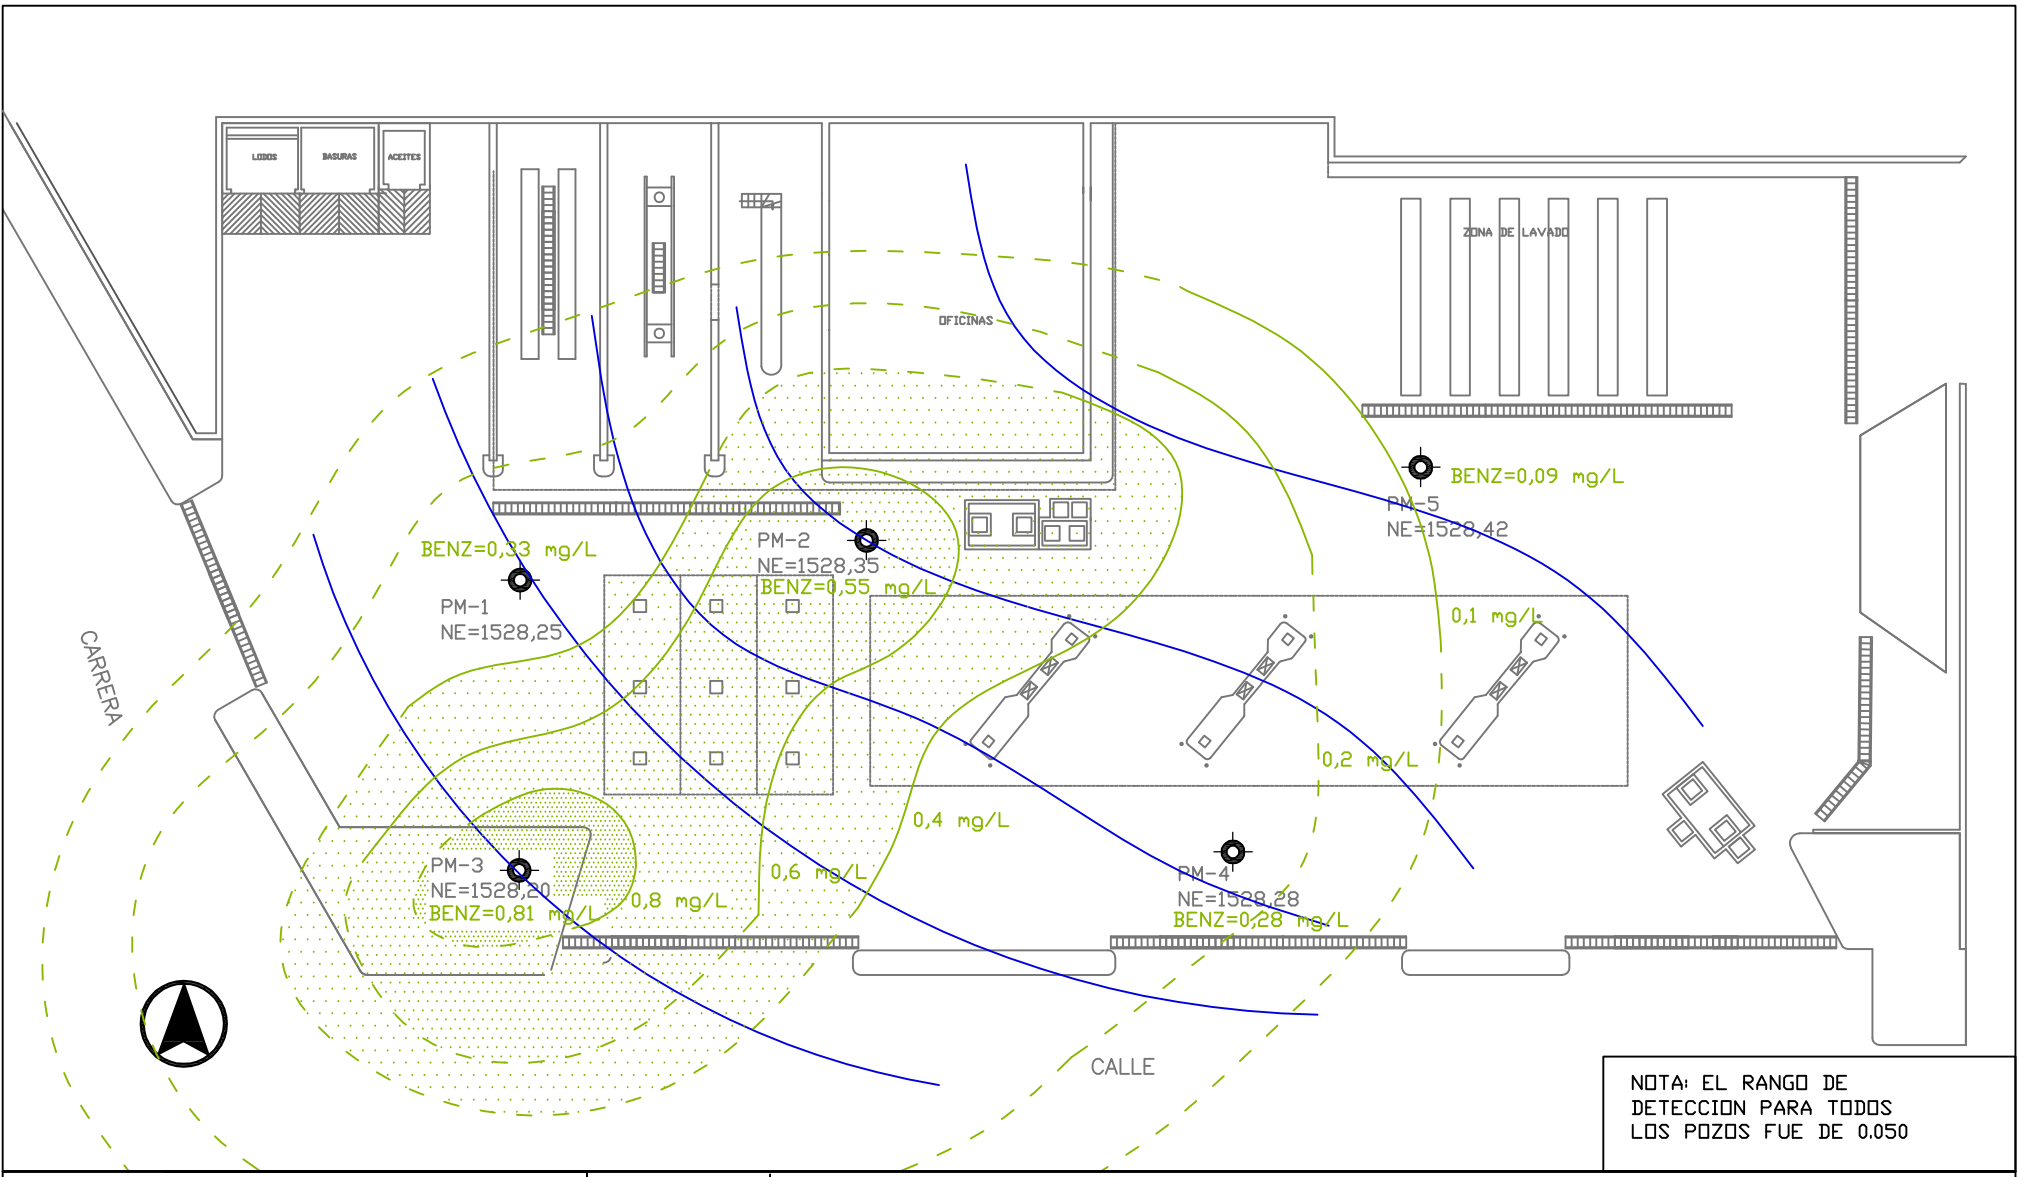 LODOS
BASURAS
ACEITES
ZONA DE LAVADO
OFICINAS
BENZ=0,09 mg/L
PM-5
NE=1528,42
PM-2
NE=1528,35
BENZ=0,55 mg/L
BENZ=0,33 mg/L
PM-1
NE=1528,25
0,1 mg/L
CARRERA
0,2 mg/L
0,4 mg/L
0,6 mg/L
0,8 mg/L
PM-3
NE=1528,20
BENZ=0,81 mg/L
PM-4
NE=1528,28
BENZ=0,28 mg/L
CALLE
NOTA: EL RANGO DE
DETECCION PARA TODOS
LOS POZOS FUE DE 0.050